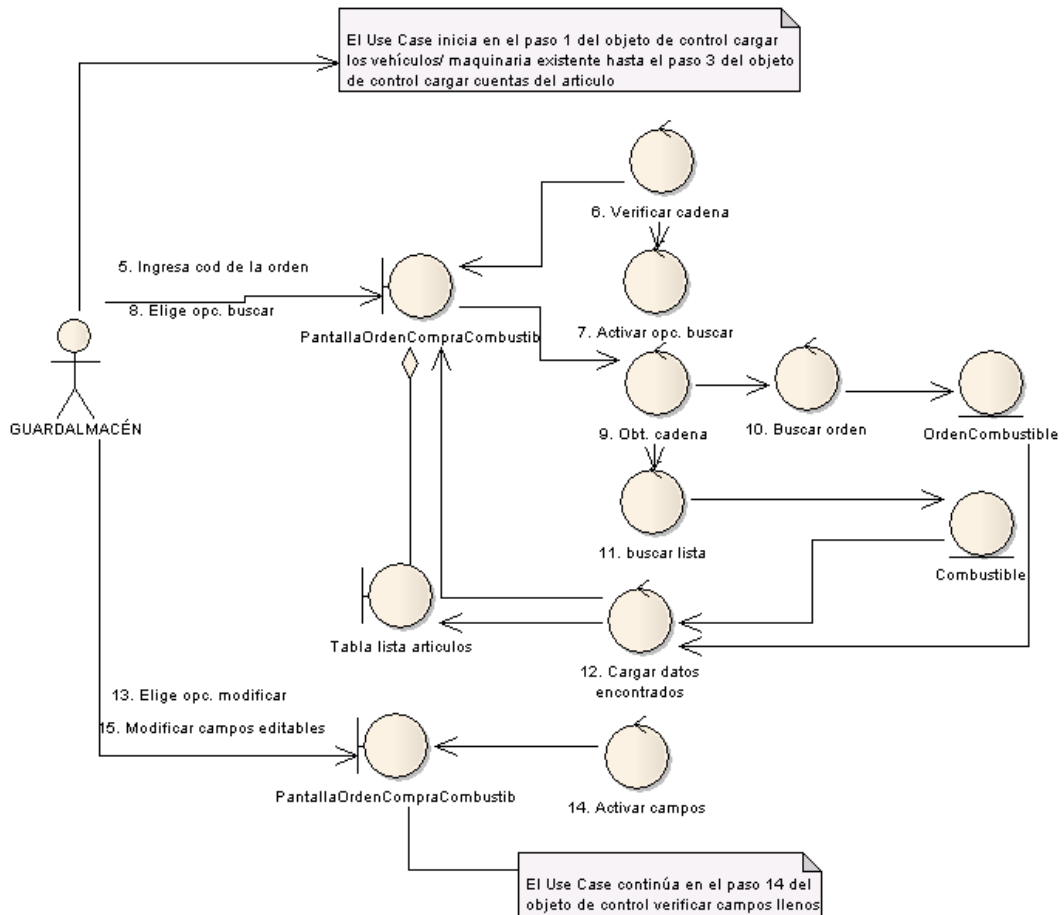 El Use Case inicia en el paso 1 del objeto de control cargar
los vehículos/ maquinaria existente hasta el paso 3 del objeto
de control cargar cuentas del articulo
6. Verificar cadena
5. Ingresa cod de la orden
8. Elige opc. buscar
7. Activar opc. buscar
PantallaOrdenCompraCombustib
GUARDALMACÉN
9. Obt. cadena
10. Buscar orden
OrdenCombustible
11. buscar lista
Combustible
Tabla lista articulos
12. Cargar datos
encontrados
13. Elige opc. modificar
15. Modificar campos editables
PantallaOrdenCompraCombustib
14. Activar campos
El Use Case continúa en el paso 14 del
objeto de control verificar campos llenos